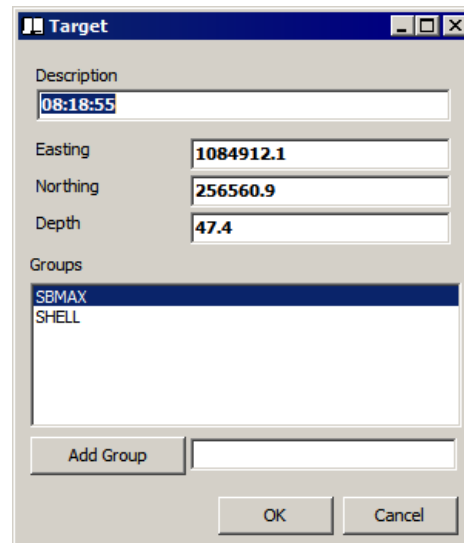 Target
Description
08:18:55
Easting 1084912.1
Northing 256560.9
Depth 47.4
Groups
SBMAX
SHELL
Add Group
OK Cancel